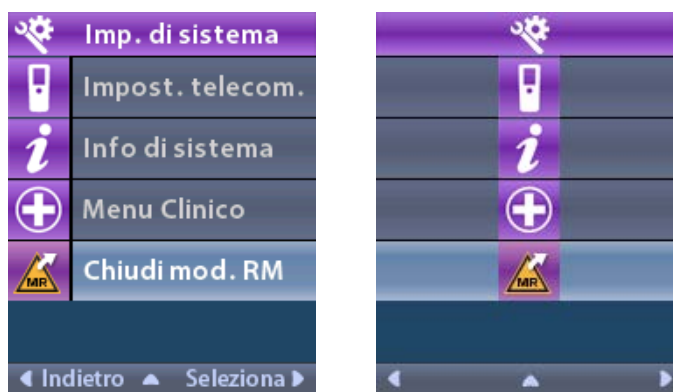 Imp. di sistema
Impost. telecom.
Info di sistema
Menu Clinico
MR Chiudi mod. RM
Indietro Seleziona
MR